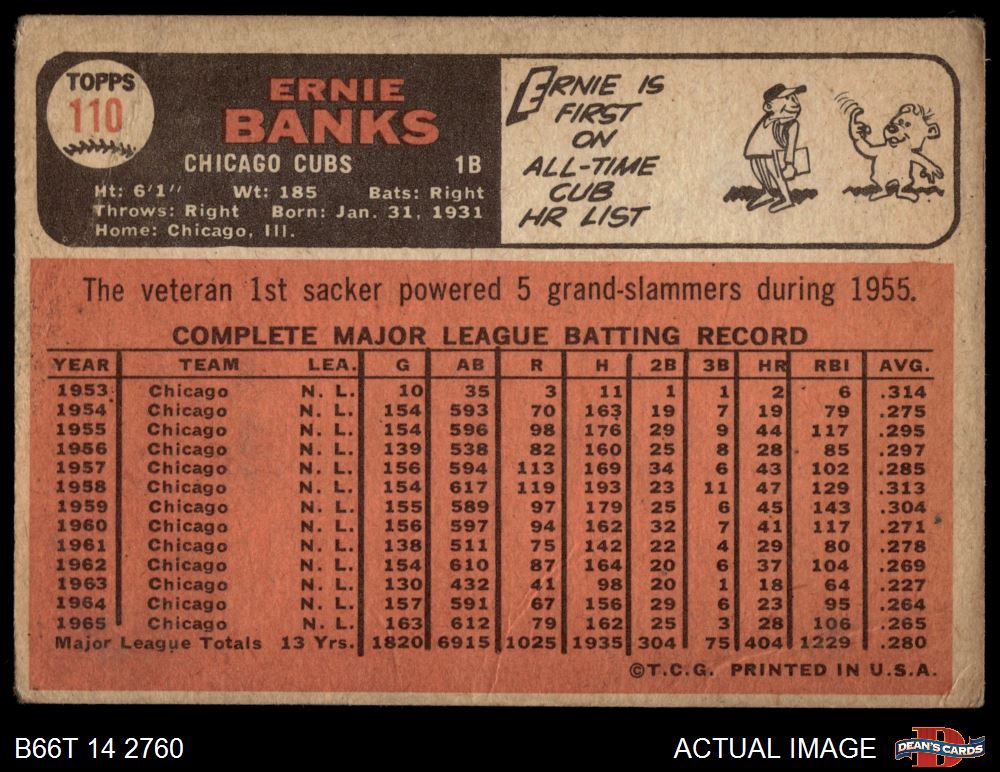 TOPPS
110
ERNIE
BANKS
CHICAGO CUBS 1B
Ht: 6'1" Wt: 185 Bats: Right
Throws: Right Born: Jan. 31, 1931
Home: Chicago, Ill.
ERNIE IS
FIRST
ON
ALL-TIME
CUB
HR LIST
The veteran 1st sacker powered 5 grand-slammers during 1955.
COMPLETE MAJOR LEAGUE BATTING RECORD
YEAR TEAM LEA. G AB R H 2B 3B HR RBI AVG.
1953 Chicago N. L. 10 35 3 11 1 1 2 6 .314
1954 Chicago N. L. 154 593 70 163 19 7 19 79 .275
1955 Chicago N. L. 154 596 98 176 29 9 44 117 .295
1956 Chicago N. L. 139 538 82 160 25 8 28 85 .297
1957 Chicago N. L. 156 594 113 169 34 6 43 102 .285
1958 Chicago N. L. 154 617 119 193 23 11 47 129 .313
1959 Chicago N. L. 155 589 97 179 25 6 45 143 .304
1960 Chicago N. L. 156 597 94 162 32 7 41 117 .271
1961 Chicago N. L. 138 511 75 142 22 4 29 80 .278
1962 Chicago N. L. 154 610 87 164 20 6 37 104 .269
1963 Chicago N. L. 130 432 41 98 20 1 18 64 .227
1964 Chicago N. L. 157 591 67 156 29 6 23 95 .264
1965 Chicago N. L. 163 612 79 162 25 3 28 106 .265
Major League Totals 13 Yrs. 1820 6915 1025 1935 304 75 404 1229 .280
©T.C.G. PRINTED IN U.S.A.
B66T 14 2760 ACTUAL IMAGE
DEAN'S CARDS